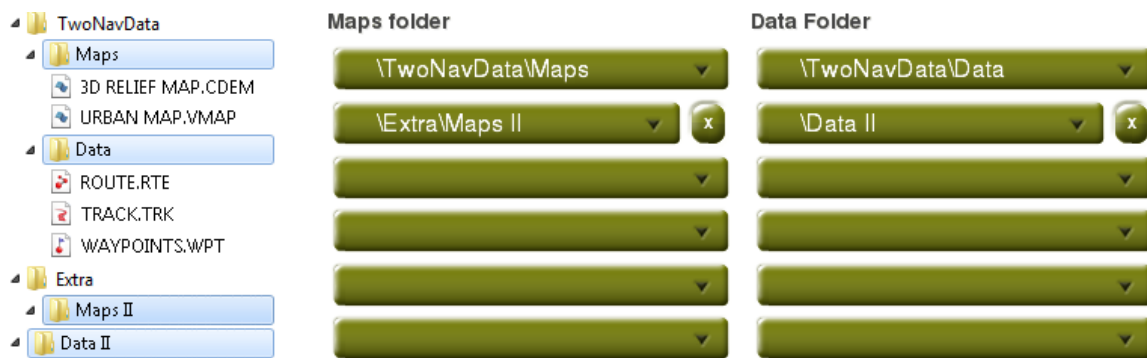 TwoNavData
Maps
3D RELIEF MAP.CDEM
URBAN MAP.VMAP
Data
ROUTE.RTE
TRACK.TRK
WAYPOINTS.WPT
Extra
Maps II
Data II
Maps folder
\TwoNavData\Maps
\Extra\Maps II x
Data Folder
\TwoNavData\Data
\Data II x